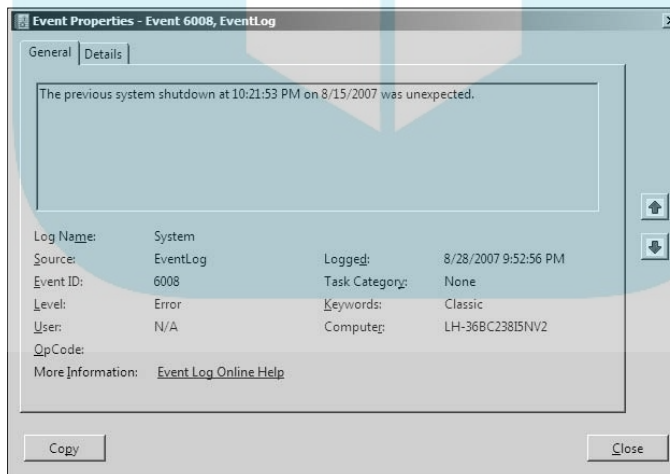 Event Properties - Event 6008, EventLog
General Details
The previous system shutdown at 10:21:53 PM on 8/15/2007 was unexpected.
Log Name: System
Source: EventLog Logged: 8/28/2007 9:52:56 PM
Event ID: 6008 Task Category: None
Level: Error Keywords: Classic
User: N/A Computer: LH-36BC238I5NV2
OpCode:
More Information: Event Log Online Help
Copy Close